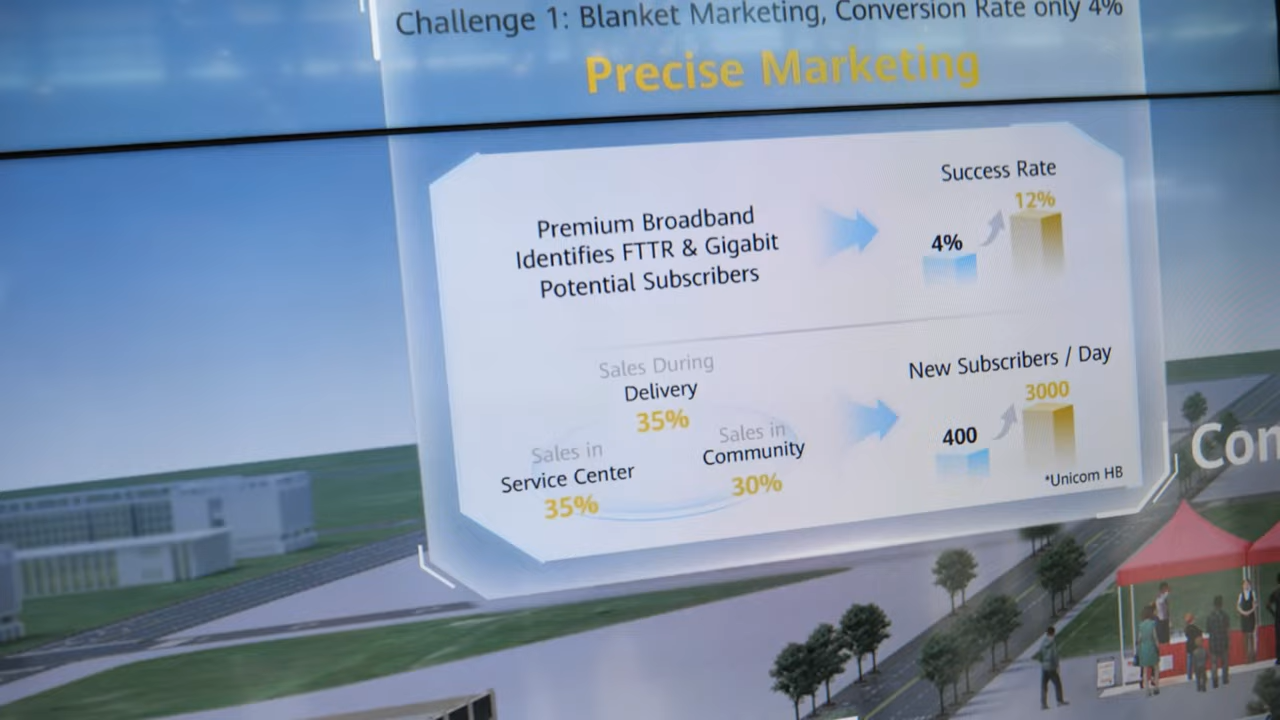 Challenge 1: Blanket Marketing, Conversion Rate only 4%
Precise Marketing
Premium Broadband
Identifies FTTR & Gigabit
Potential Subscribers
Success Rate
4%
12%
Sales During
Delivery
35%
Sales in
Service Center
35%
Sales in
Community
30%
New Subscribers / Day
400
3000
*Unicom HB
Con